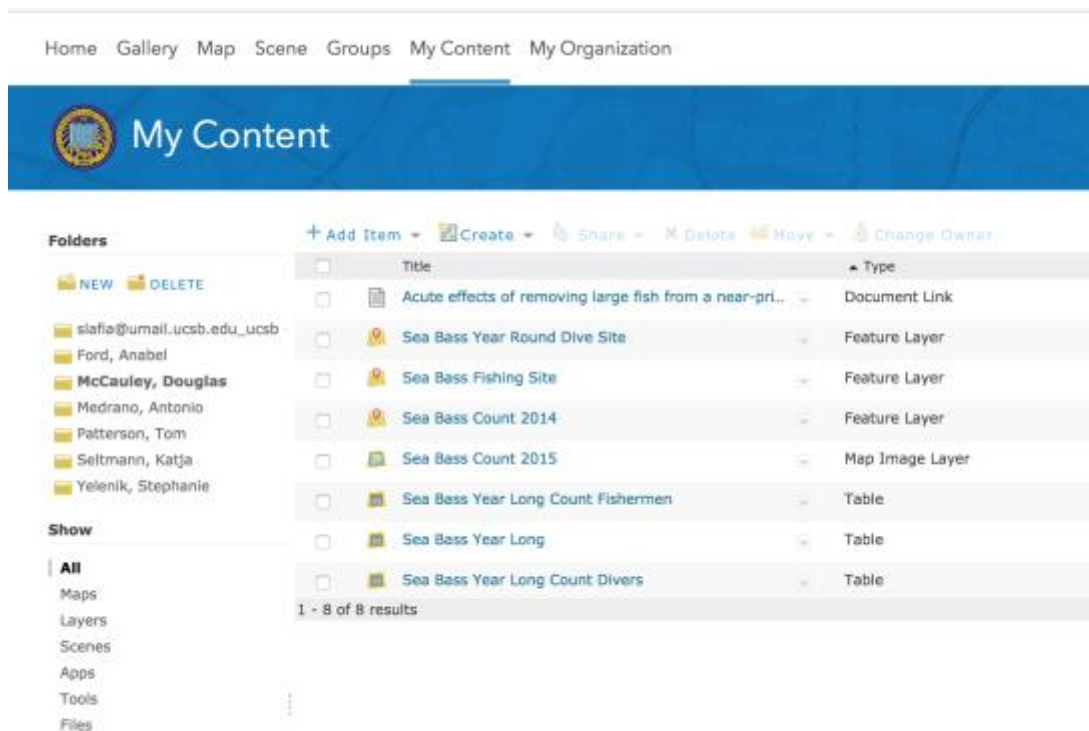 Home Gallery Map Scene Groups My Content My Organization
My Content
Folders
NEW DELETE
slafia@umail.ucsb.edu_ucsb
Ford, Anabel
McCauley, Douglas
Medrano, Antonio
Patterson, Tom
Seltmann, Katja
Yelenik, Stephanie
Show
All
Maps
Layers
Scenes
Apps
Tools
Files
+ Add Item Create Share Delete Move Change Owner
Title Type
Acute effects of removing large fish from a near-pri... Document Link
Sea Bass Year Round Dive Site Feature Layer
Sea Bass Fishing Site Feature Layer
Sea Bass Count 2014 Feature Layer
Sea Bass Count 2015 Map Image Layer
Sea Bass Year Long Count Fishermen Table
Sea Bass Year Long Table
Sea Bass Year Long Count Divers Table
1 - 8 of 8 results